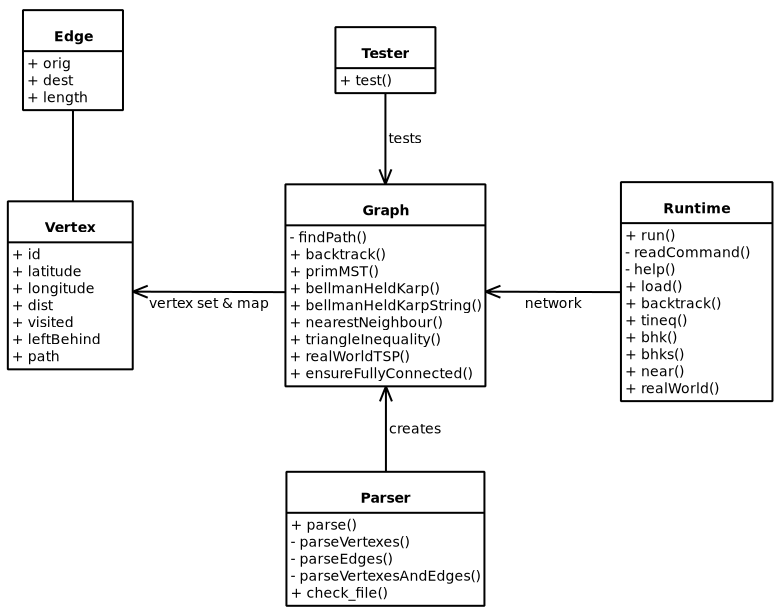 Edge
+ orig
+ dest
+ length
Tester
+ test()
tests
Vertex
+ id
+ latitude
+ longitude
+ dist
+ visited
+ leftBehind
+ path
vertex set & map
Graph
- findPath()
+ backtrack()
+ primMST()
+ bellmanHeldKarp()
+ bellmanHeldKarpString()
+ nearestNeighbour()
+ triangleInequality()
+ realWorldTSP()
+ ensureFullyConnected()
network
Runtime
+ run()
- readCommand()
- help()
+ load()
+ backtrack()
+ tineq()
+ bhk()
+ bhks()
+ near()
+ realWorld()
creates
Parser
+ parse()
- parseVertexes()
- parseEdges()
- parseVertexesAndEdges()
+ check_file()